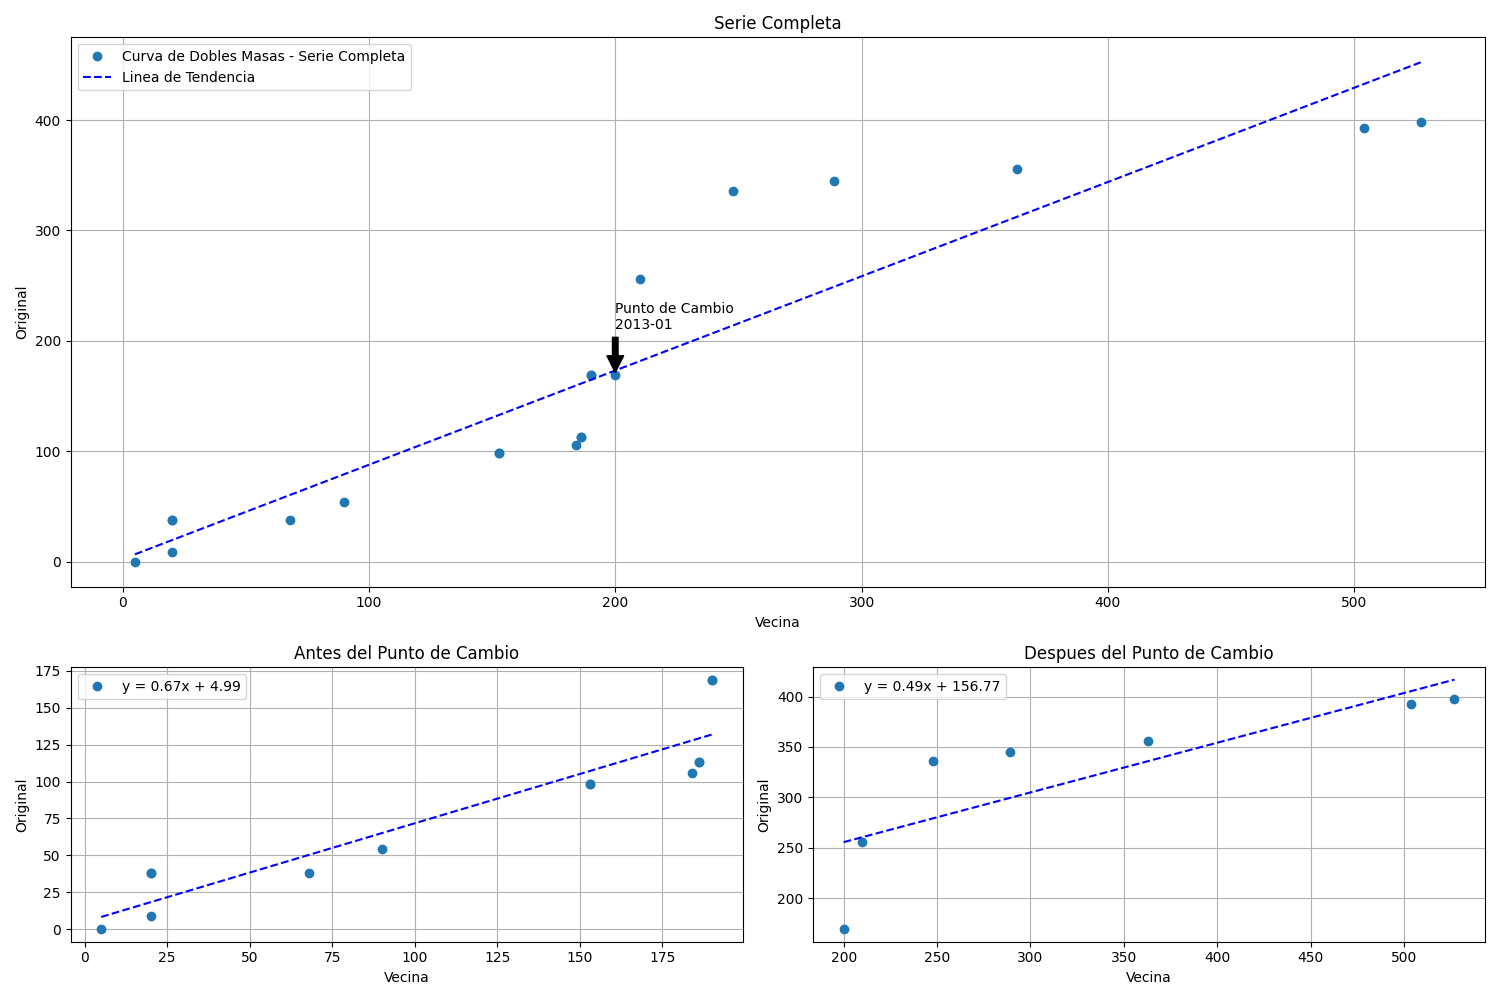 Serie Completa
Curva de Dobles Masas - Serie Completa
Linea de Tendencia
400
300
200
100
0
Original
Punto de Cambio
2013-01
0 100 200 300 400 500
Vecina
Antes del Punto de Cambio
y = 0.67x + 4.99
175
150
125
100
75
50
25
0
Original
0 25 50 75 100 125 150 175
Vecina
Despues del Punto de Cambio
y = 0.49x + 156.77
400
350
300
250
200
Original
200 250 300 350 400 450 500
Vecina